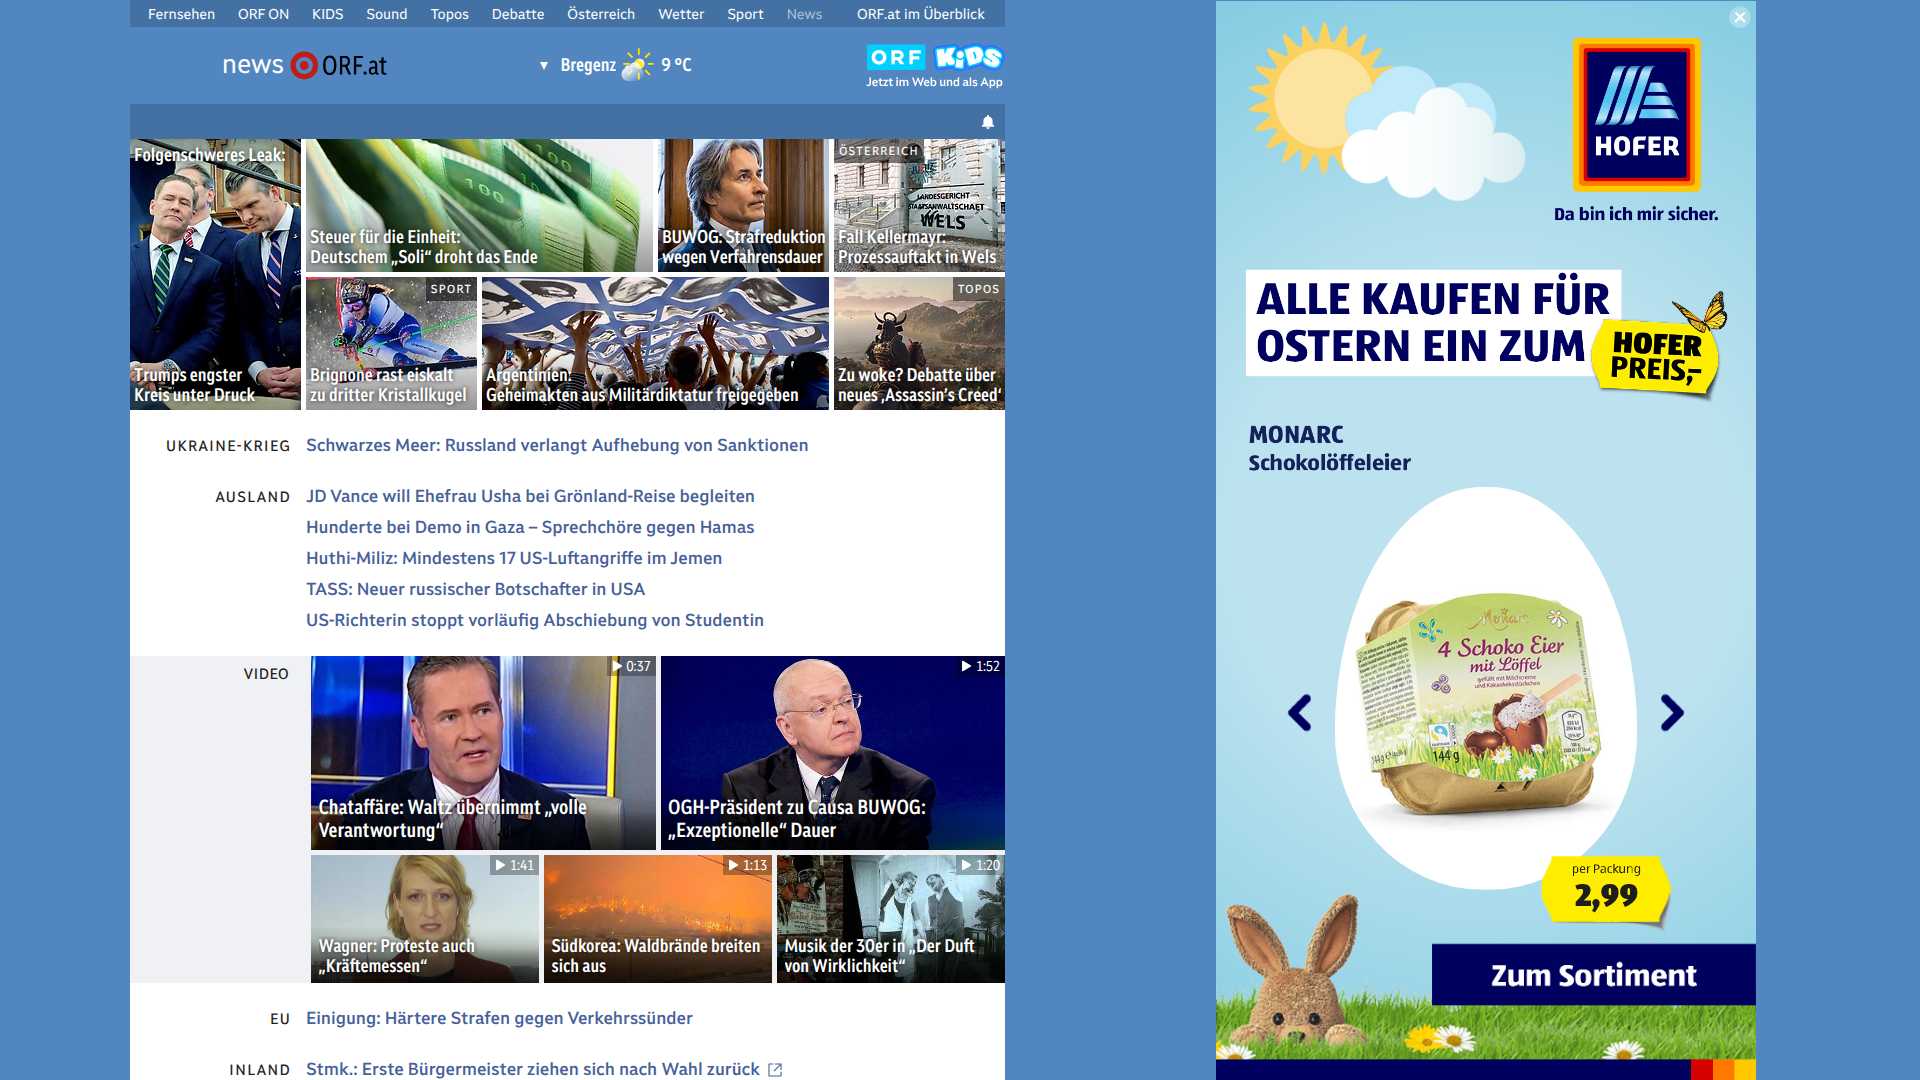 Fernsehen ORF ON KIDS Sound Topos Debatte Österreich Wetter Sport News ORF.at im Überblick
news ORF.at
Bregenz 9 °C
ORF KiDS
Jetzt im Web und als App
Folgenschweres Leak:
Trumps engster
Kreis unter Druck
Steuer für die Einheit:
Deutschem „Soli“ droht das Ende
BUWOG: Strafreduktion
wegen Verfahrensdauer
ÖSTERREICH
LANDESGERICHT
STAATSANWALTSCHAFT
WELS
Fall Kellermayr:
Prozessauftakt in Wels
SPORT
Brignone rast eiskalt
zu dritter Kristallkugel
Argentinien:
Geheimakten aus Militärdiktatur freigegeben
TOPOS
Zu woke? Debatte über
neues ‚Assassin’s Creed‘
UKRAINE-KRIEG Schwarzes Meer: Russland verlangt Aufhebung von Sanktionen
AUSLAND JD Vance will Ehefrau Usha bei Grönland-Reise begleiten
Hunderte bei Demo in Gaza – Sprechchöre gegen Hamas
Huthi-Miliz: Mindestens 17 US-Luftangriffe im Jemen
TASS: Neuer russischer Botschafter in USA
US-Richterin stoppt vorläufig Abschiebung von Studentin
VIDEO
0:37
Chataffäre: Waltz übernimmt „volle
Verantwortung“
1:52
OGH-Präsident zu Causa BUWOG:
„Exzeptionelle“ Dauer
1:41
Wagner: Proteste auch
„Kräftemessen“
1:13
Südkorea: Waldbrände breiten
sich aus
1:20
Musik der 30er in „Der Duft
von Wirklichkeit“
EU Einigung: Härtere Strafen gegen Verkehrssünder
INLAND Stmk.: Erste Bürgermeister ziehen sich nach Wahl zurück
HOFER
Da bin ich mir sicher.
ALLE KAUFEN FÜR
OSTERN EIN ZUM
HOFER
PREIS,–
MONARC
Schokolöffeleier
Monarc
4 Schoko Eier
mit Löffel
gefüllt mit Milchcreme
und Kakaokeksstückchen
144 g
per Packung
2,99
Zum Sortiment